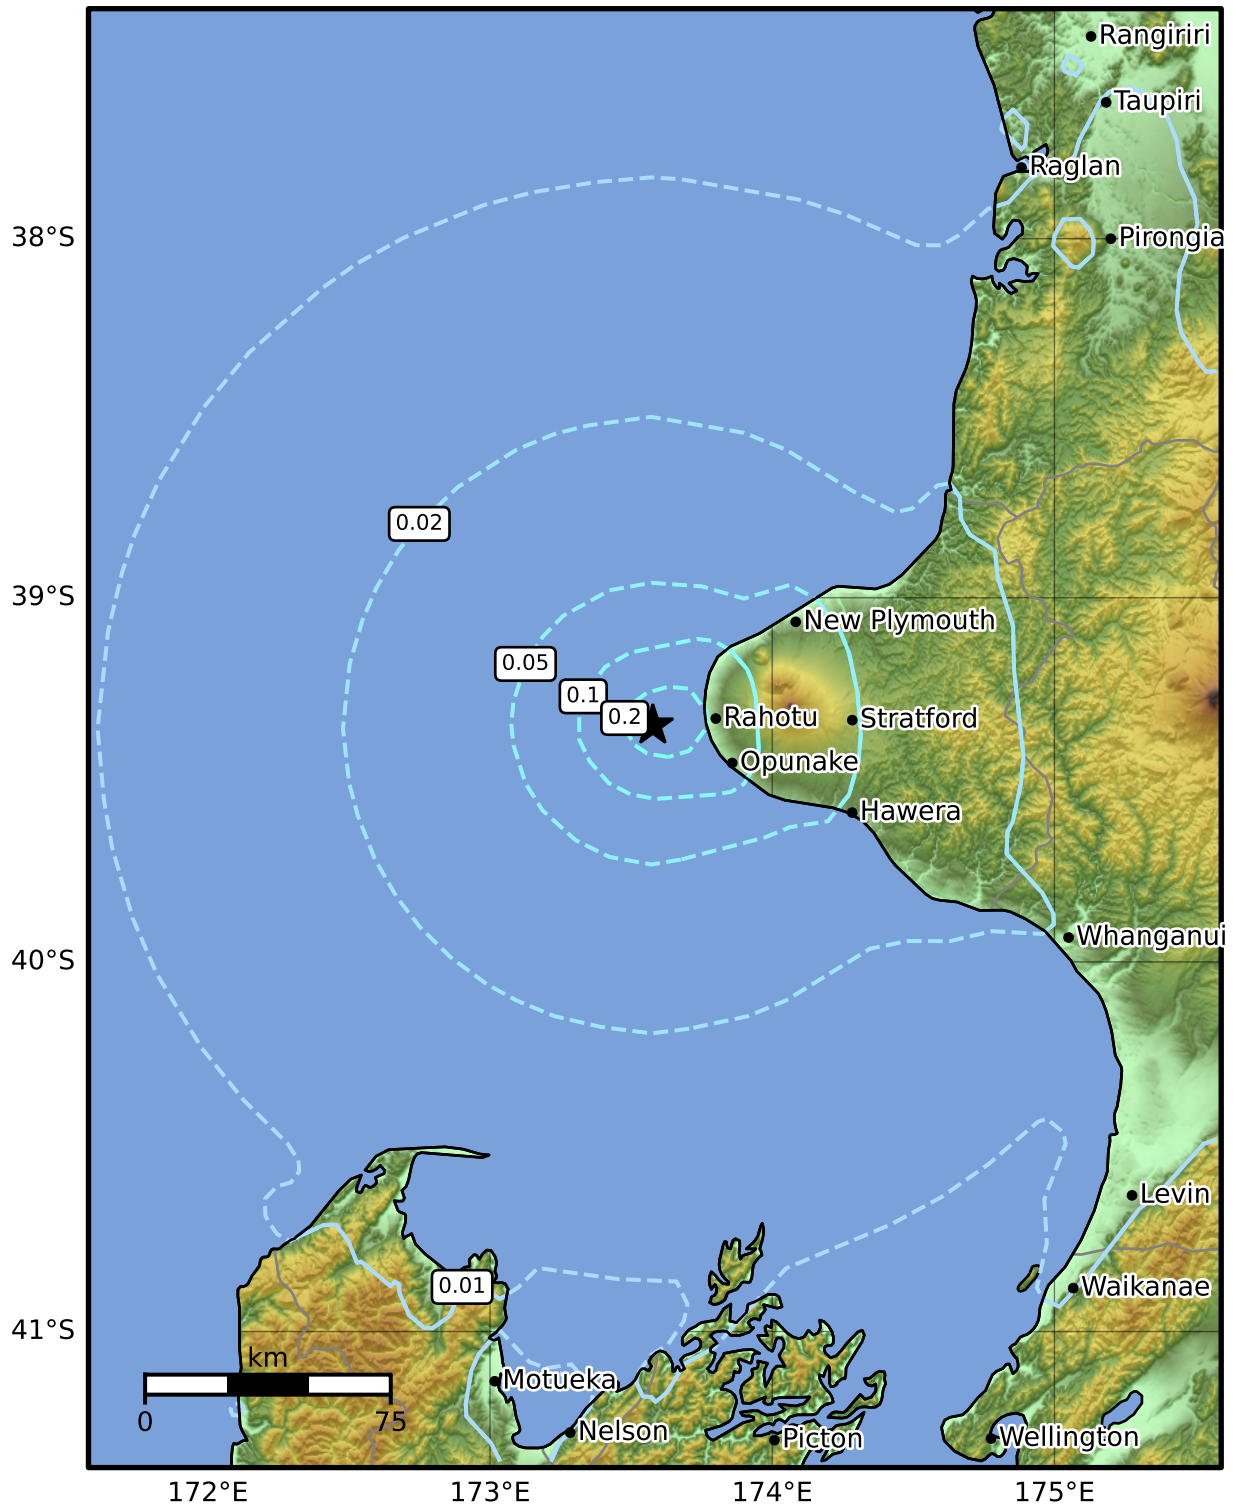 Rangiriri
Taupiri
Raglan
38°S
Pirongia
0.02
39°S
New Plymouth
0.05
0.1
0.2
Rahotu
Stratford
Opunake
Hawera
Whanganui
40°S
Levin
0.01
Waikanae
41°S
km
Motueka
0
75
Nelson
Picton
Wellington
172°E
173°E
174°E
175°E